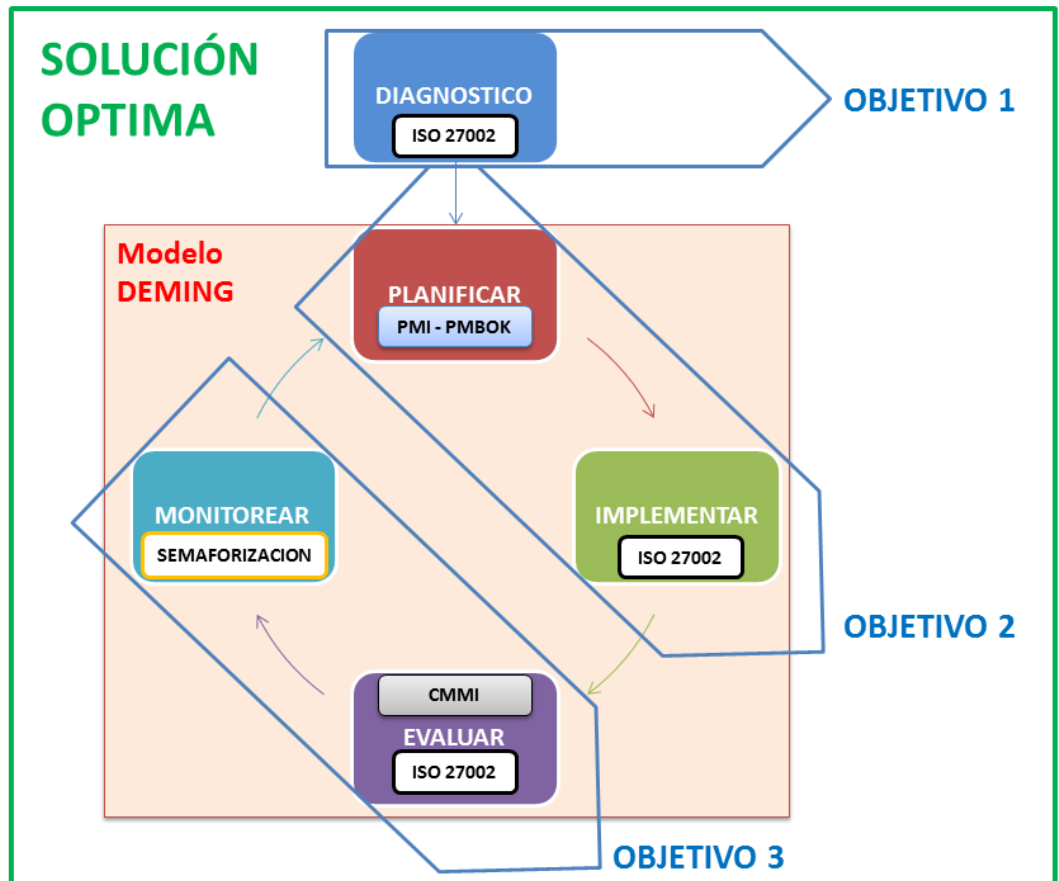 SOLUCIÓN
OPTIMA
DIAGNOSTICO
ISO 27002
OBJETIVO 1
Modelo
DEMING
PLANIFICAR
PMI - PMBOK
MONITOREAR
SEMAFORIZACION
IMPLEMENTAR
ISO 27002
OBJETIVO 2
CMMI
EVALUAR
ISO 27002
OBJETIVO 3